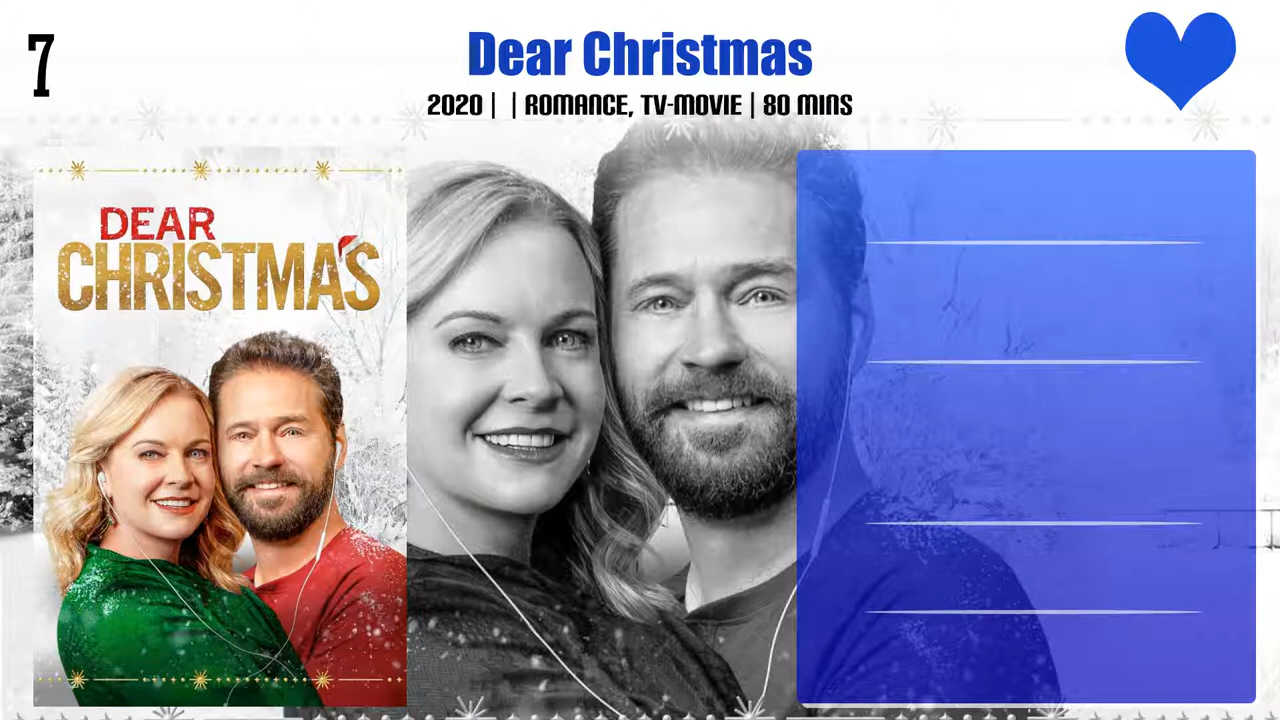 7
Dear Christmas
2020 | | ROMANCE, TV-MOVIE | 80 MINS
DEAR
CHRISTMAS